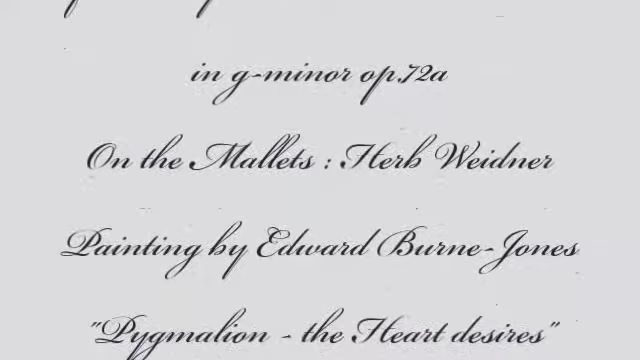 in g-minor op.72a
On the Mallets : Herb Weidner
Painting by Edward Burne-Jones
"Pygmalion - the Heart desires"